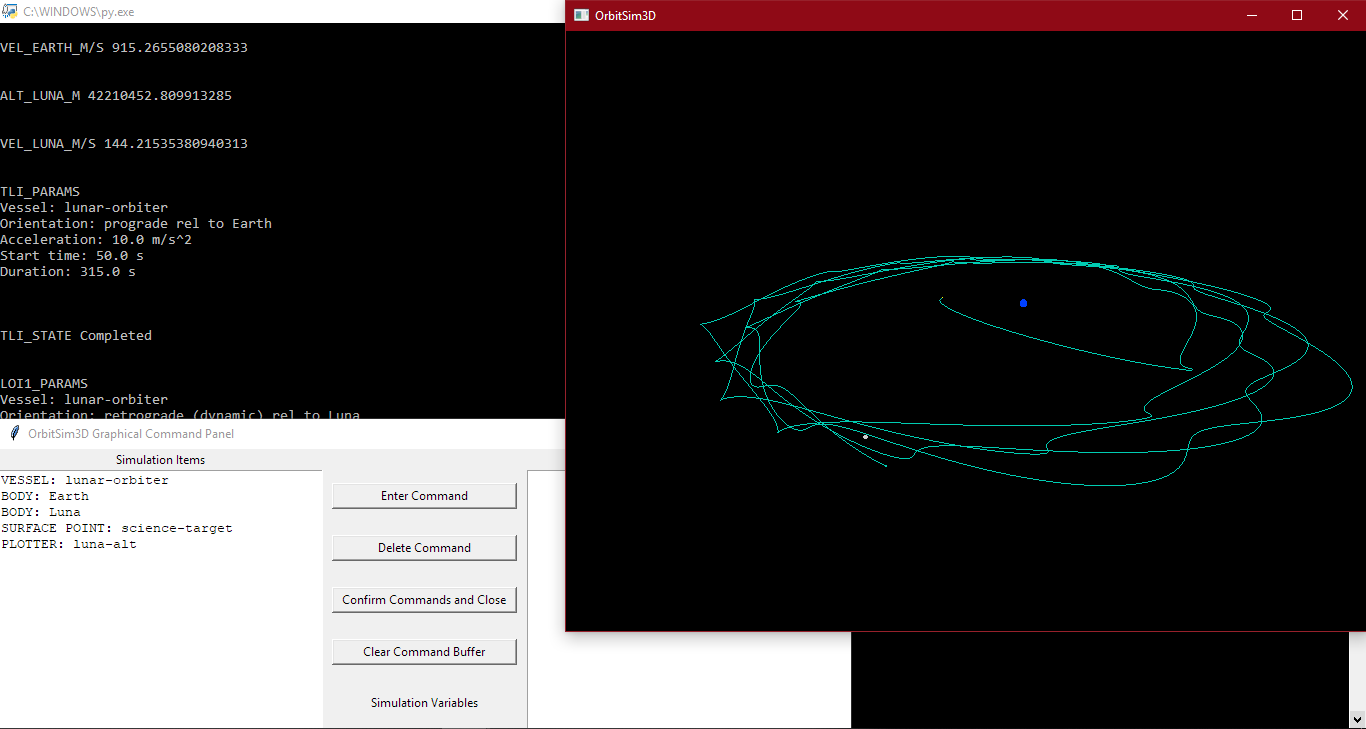 C:\WINDOWS\py.exe
VEL_EARTH_M/S 915.2655080208333
ALT_LUNA_M 42210452.809913285
VEL_LUNA_M/S 144.21535380940313
TLI_PARAMS
Vessel: lunar-orbiter
Orientation: prograde rel to Earth
Acceleration: 10.0 m/s^2
Start time: 50.0 s
Duration: 315.0 s
TLI_STATE Completed
LOI1_PARAMS
Vessel: lunar-orbiter
Orientation: retrograde (dynamic) rel to Luna
OrbitSim3D
OrbitSim3D Graphical Command Panel
Simulation Items
VESSEL: lunar-orbiter
BODY: Earth
BODY: Luna
SURFACE POINT: science-target
PLOTTER: luna-alt
Enter Command
Delete Command
Confirm Commands and Close
Clear Command Buffer
Simulation Variables